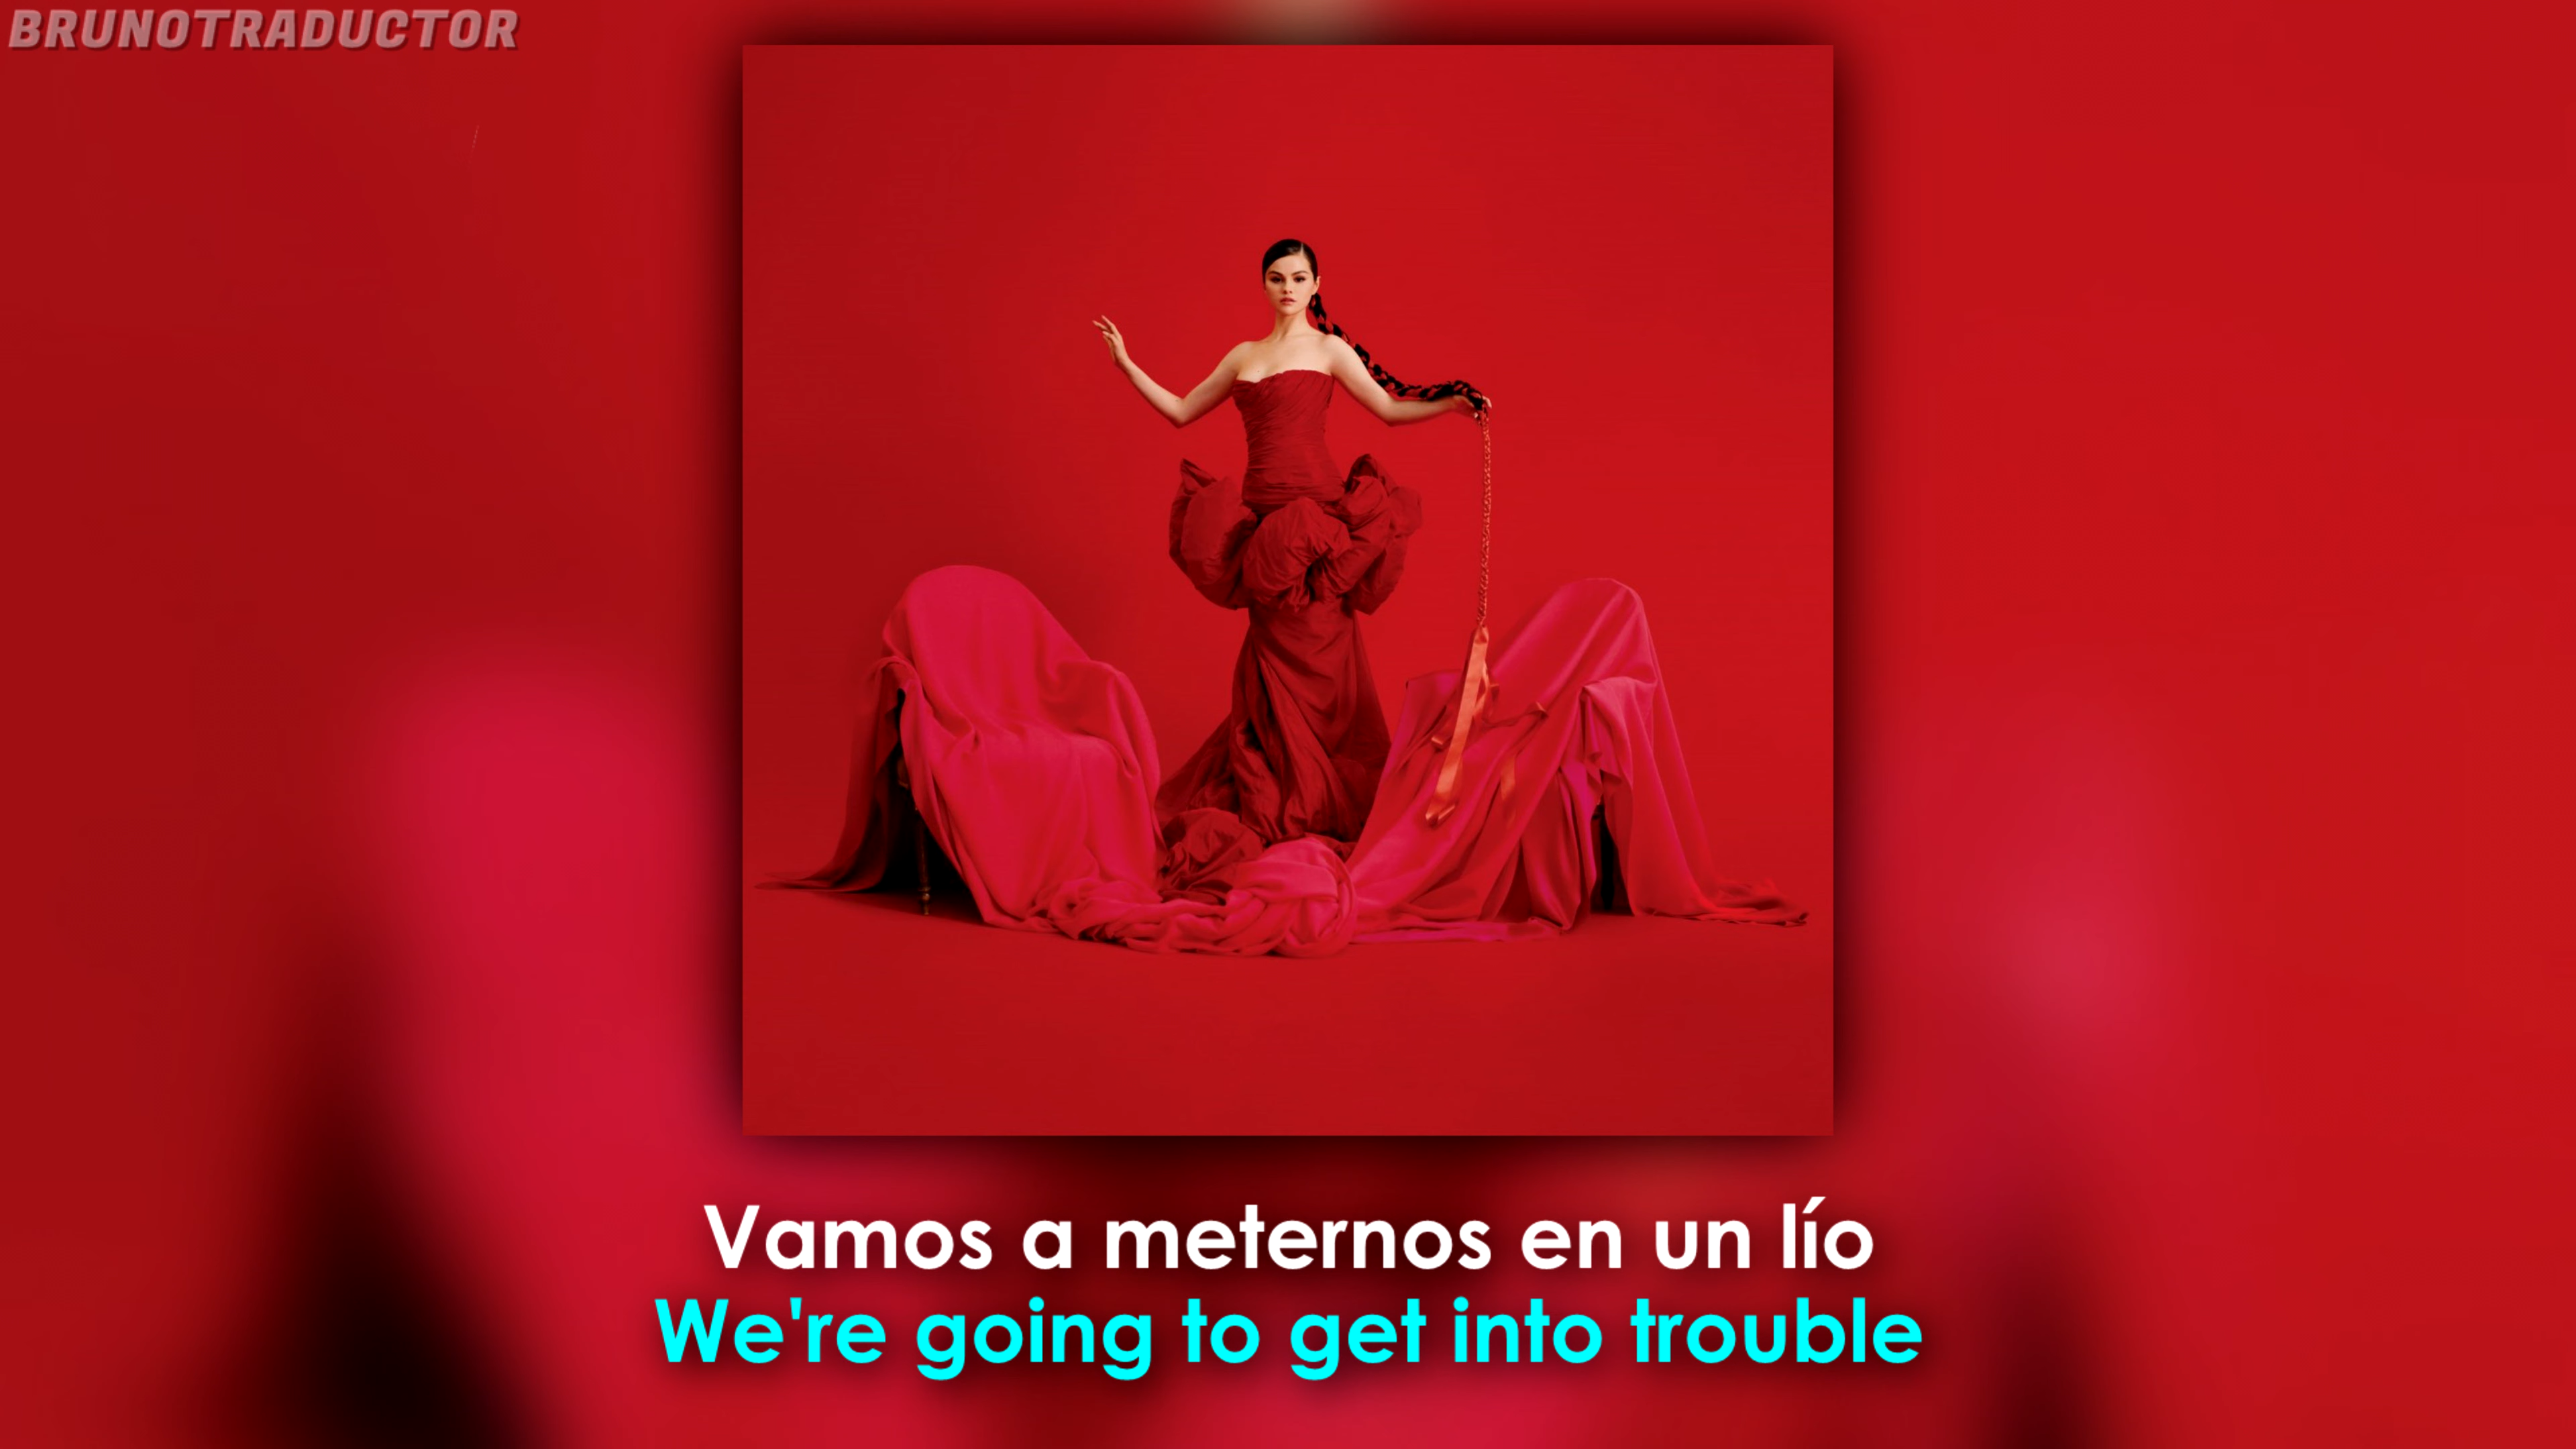 BRUNOTRADUCTOR
Vamos a meternos en un lío
We're going to get into trouble